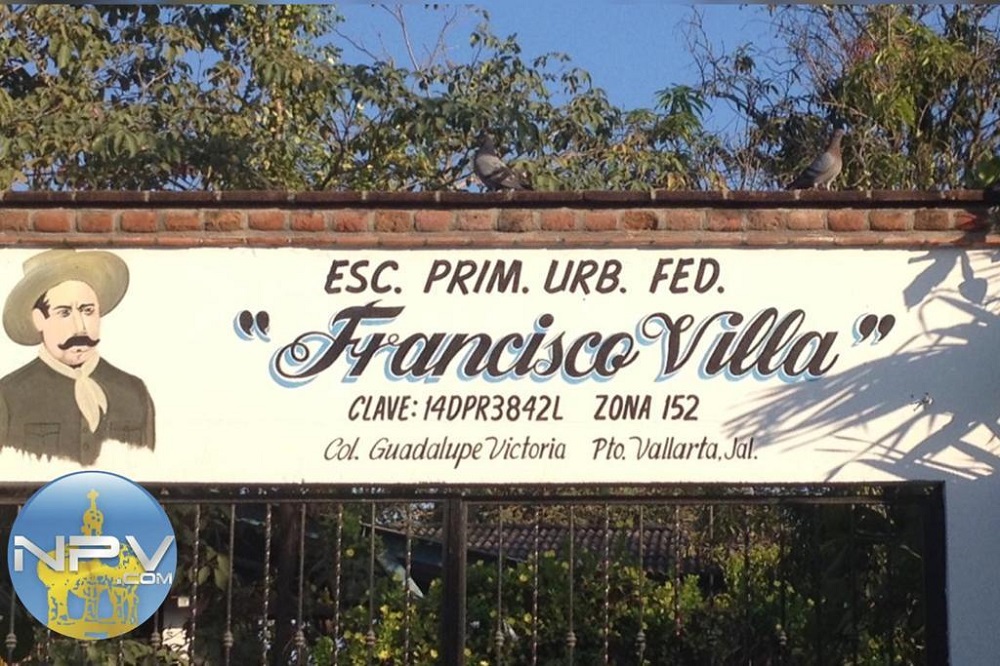 ESC. PRIM. URB. FED.
"Francisco Villa"
CLAVE: 14DPR3842L ZONA 152
Col. Guadalupe Victoria Pto. Vallarta, Jal.
NPV
.COM